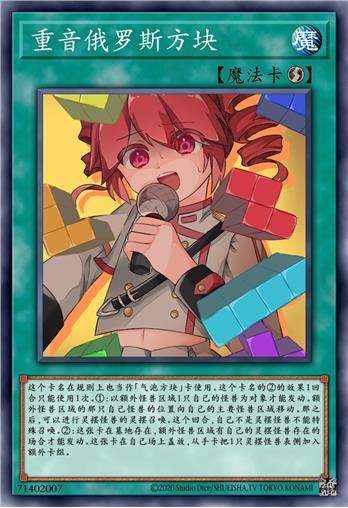 重音俄罗斯方块
魔
【魔法卡】
这个卡名在规则上也当作「气泡方块」卡使用。这个卡名的②的效果1回
合只能使用1次。①：以额外怪兽区域1只自己的怪兽为对象才能发动。额外
怪兽区域的那只自己怪兽的位置向自己的主要怪兽区域移动。那之
后，可以进行灵摆怪兽的灵摆召唤。这个回合，自己不是灵摆怪兽不能特
殊召唤。②：这张卡在墓地存在，额外怪兽区域有自己的灵摆怪兽存在的
场合才能发动。这张卡在自己场上盖放，从手卡把1只灵摆怪兽表侧加入
额外卡组。
71402007
©2020 Studio Dice/SHUEISHA,TV TOKYO,KONAMI